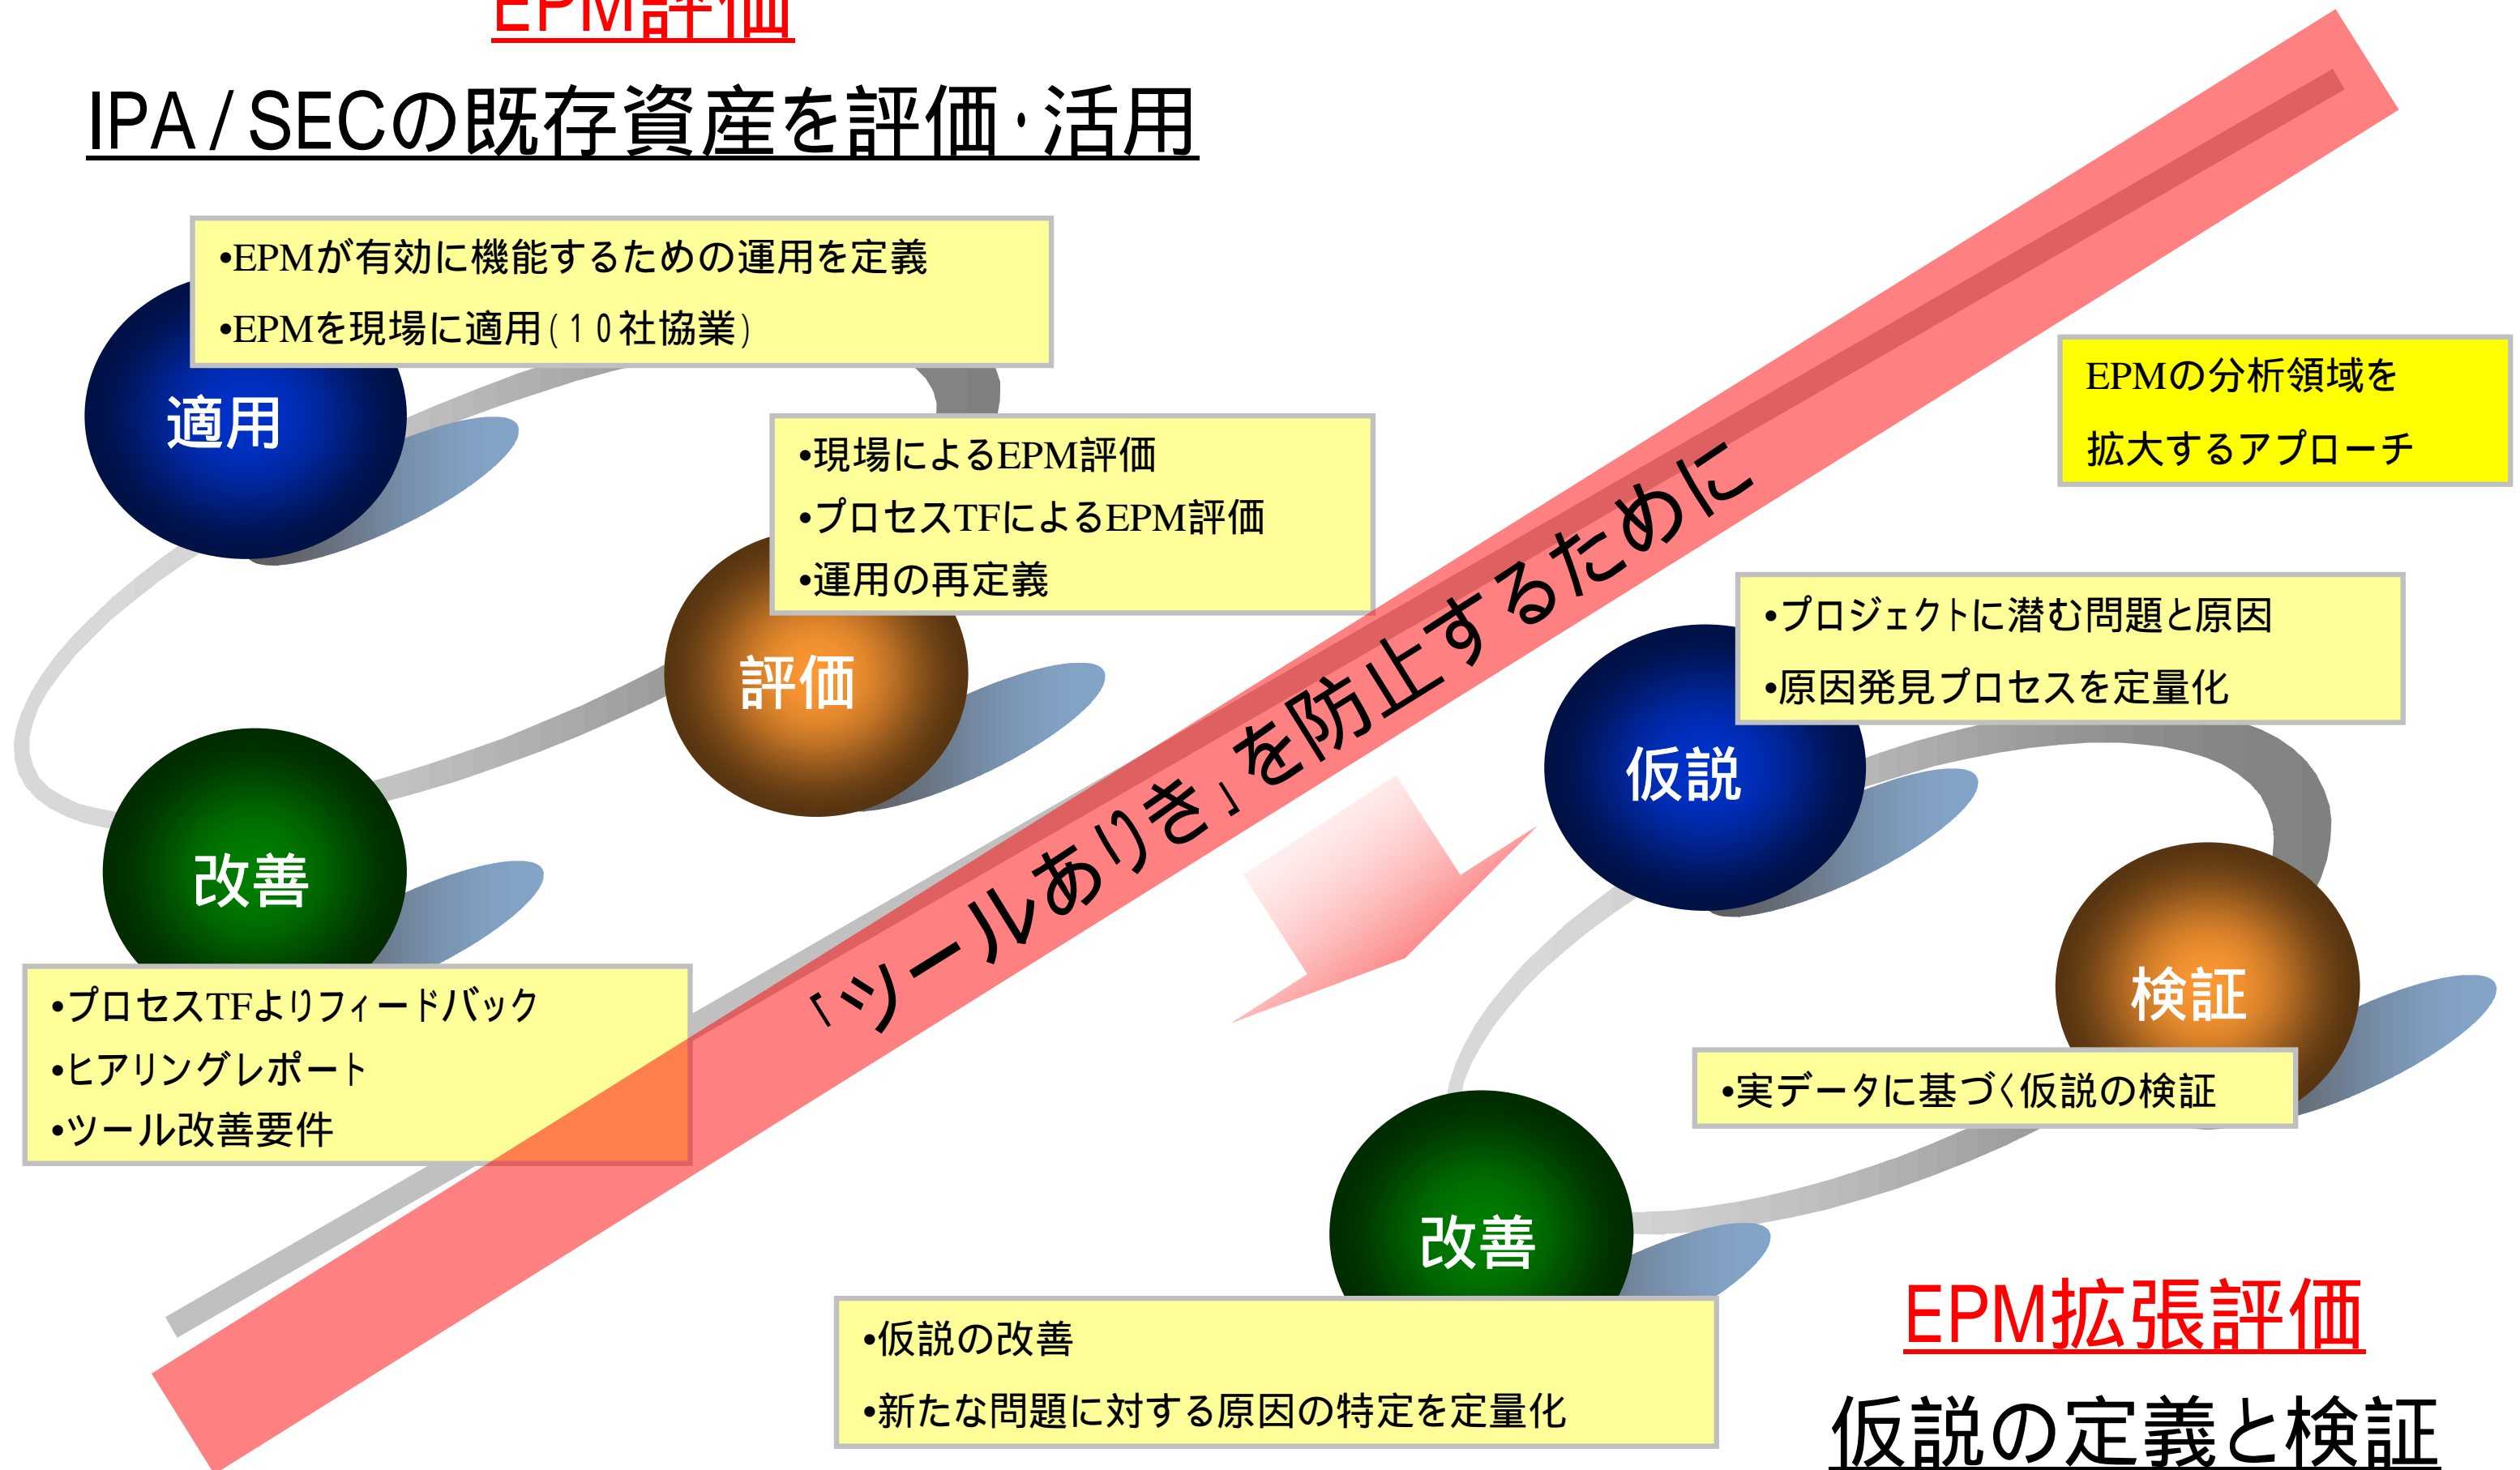 EPM評価
IPA/SECの既存資産を評価・活用
•EPMが有効に機能するための運用を定義
•EPMを現場に適用(10社協業)
適用
•現場によるEPM評価
•プロセスTFによるEPM評価
•運用の再定義
評価
改善
•プロセスTFよりフィードバック
•ヒアリングレポート
•ツール改善要件
「ツールありき」を防止するために
EPMの分析領域を
拡大するアプローチ
•プロジェクトに潜む問題と原因
•原因発見プロセスを定量化
仮説
検証
•実データに基づく仮説の検証
改善
•仮説の改善
•新たな問題に対する原因の特定を定量化
EPM拡張評価
仮説の定義と検証